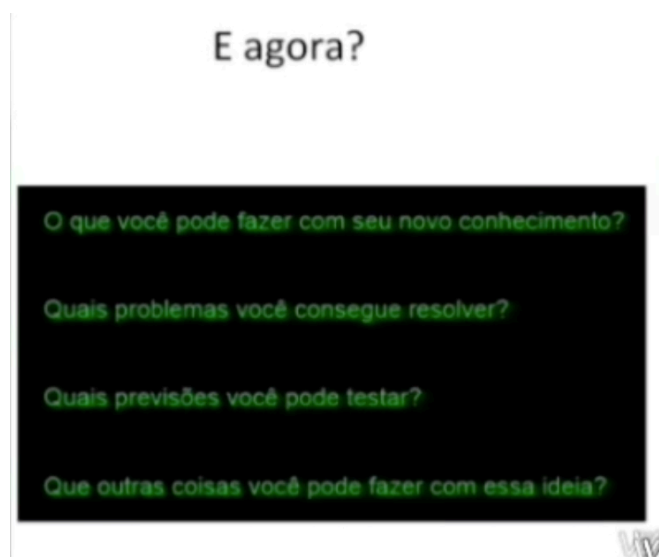 E agora?
O que você pode fazer com seu novo conhecimento?
Quais problemas você consegue resolver?
Quais previsões você pode testar?
Que outras coisas você pode fazer com essa ideia?